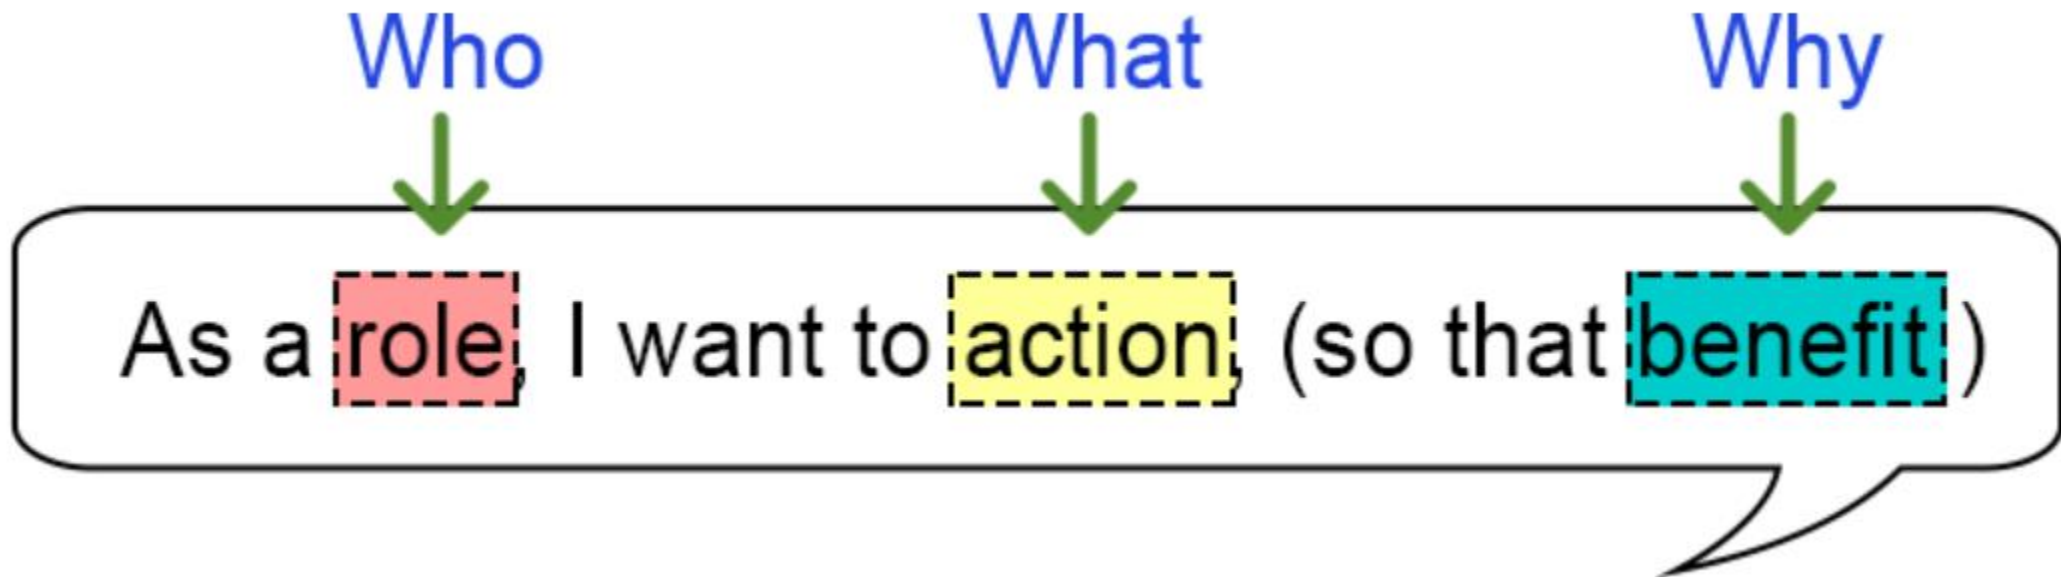 Who What Why
As a role, I want to action, (so that benefit )